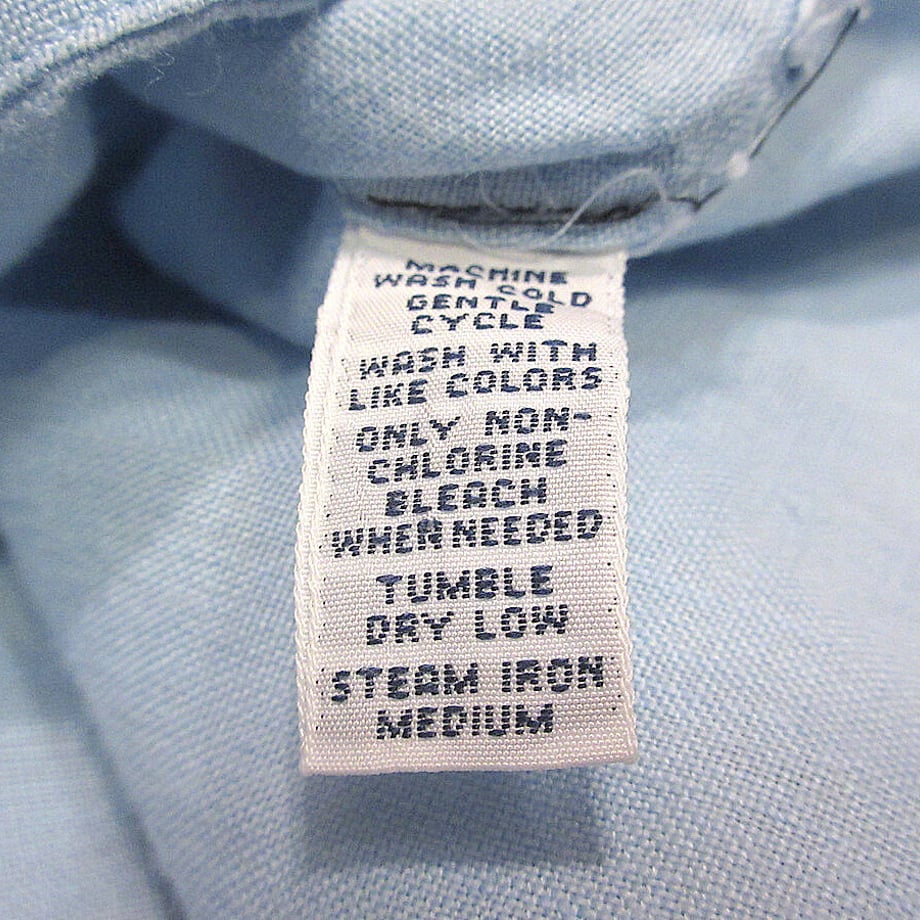 MACHINE
WASH COLD
GENTLE
CYCLE
WASH WITH
LIKE COLORS
ONLY NON-
CHLORINE
BLEACH
WHEN NEEDED
TUMBLE
DRY LOW
STEAM IRON
MEDIUM